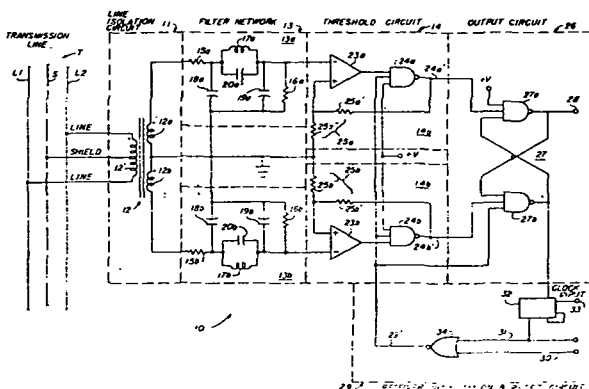 LINE ISOLATION CIRCUIT 11
FILTER NETWORK 13
THRESHOLD CIRCUIT 14
OUTPUT CIRCUIT 26
TRANSMISSION LINE T
L1 S L2
15a 17a 13a
20a
18a 19a 16a
23a 24a 24a'
+V 27a 28
LINE 12a
SHIELD 12'
LINE 12b
12
25a' 25a
14a
+V
27
25b
14b
25b'
18b 20b 19b 16b
15b 17b 13b
23b 24b 24b'
27b
CLOCK INPUT
32 33
10
34 31
30
29